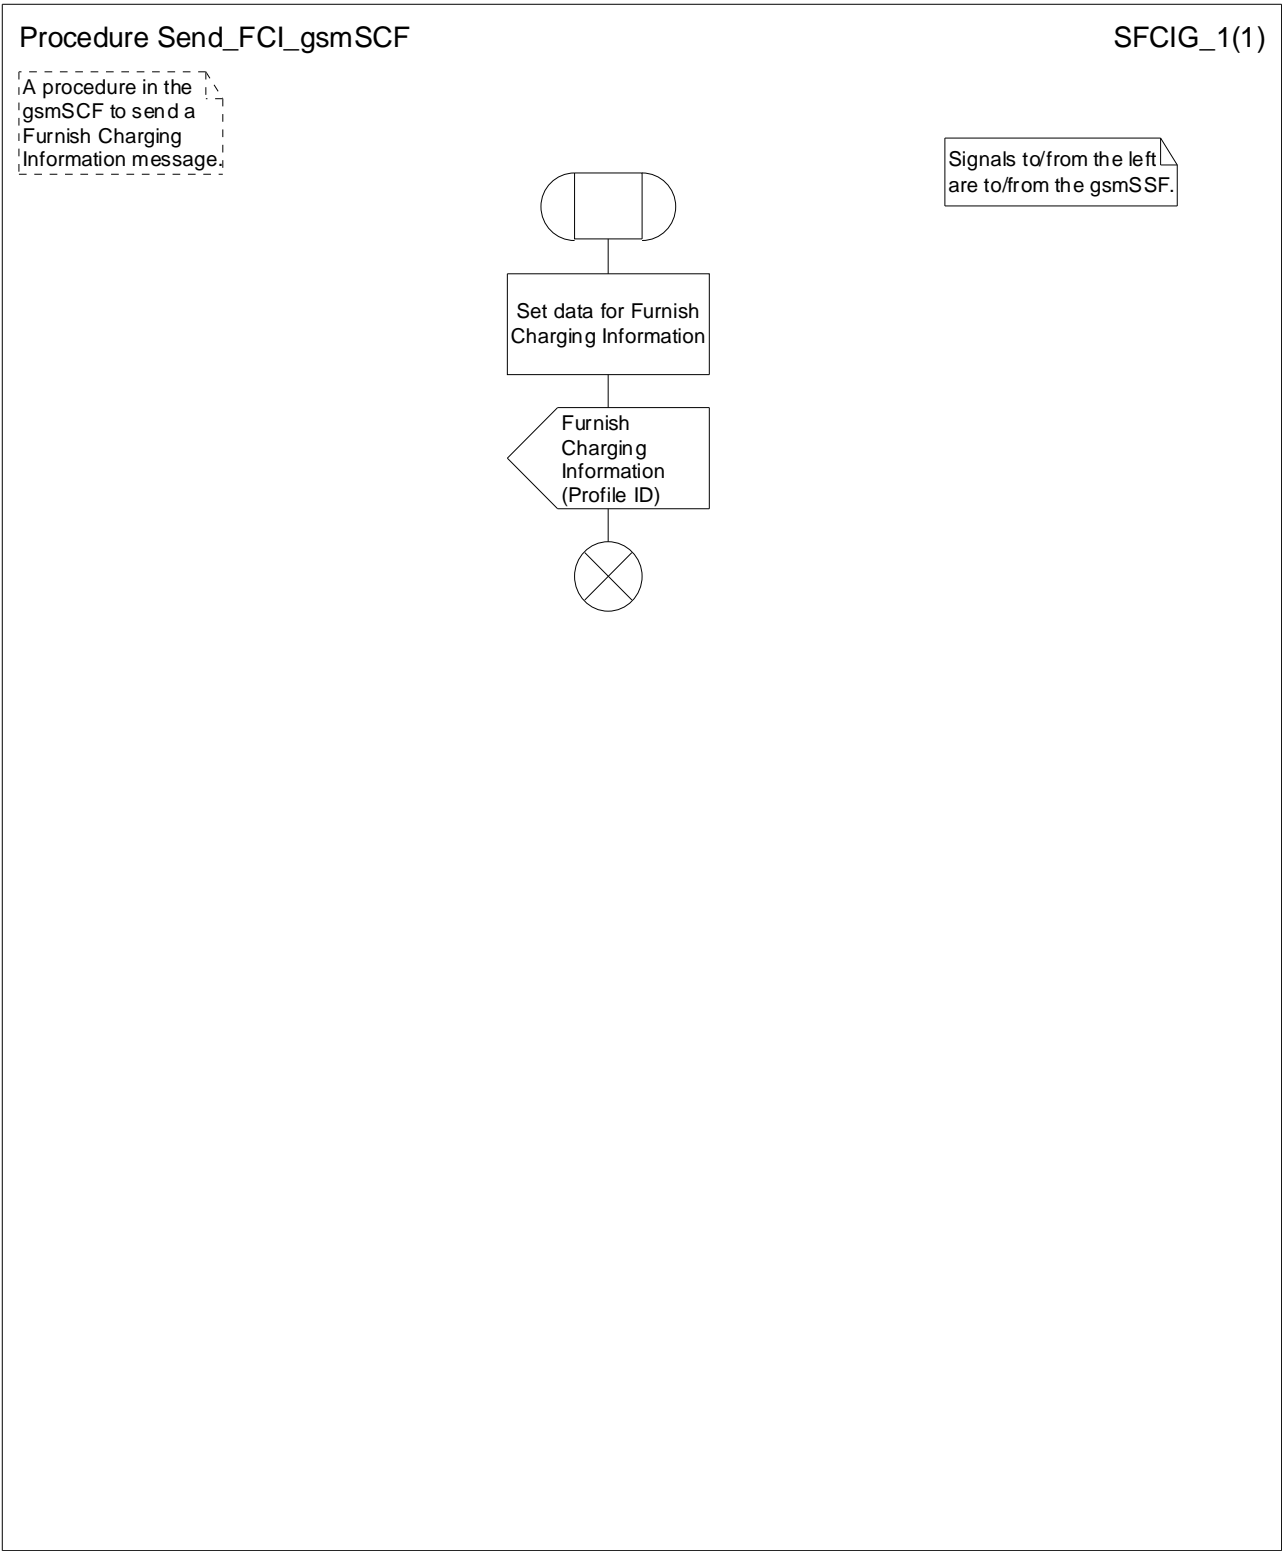 Procedure Send_FCI_gsmSCF
SFCIG_1(1)
A procedure in the
gsmSCF to send a
Furnish Charging
Information message.
Signals to/from the left
are to/from the gsmSSF.
Set data for Furnish
Charging Information
Furnish
Charging
Information
(Profile ID)